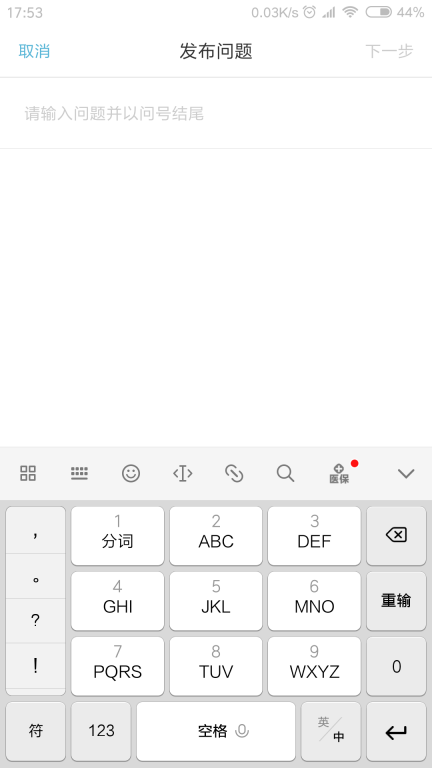 17:53 0.03K/s 44%
取消 发布问题 下一步
请输入问题并以问号结尾
医保
， 1 2 3
分词 ABC DEF
。 4 5 6
GHI JKL MNO 重输
? 7 8 9
! PQRS TUV WXYZ 0
符 123 空格 英/中